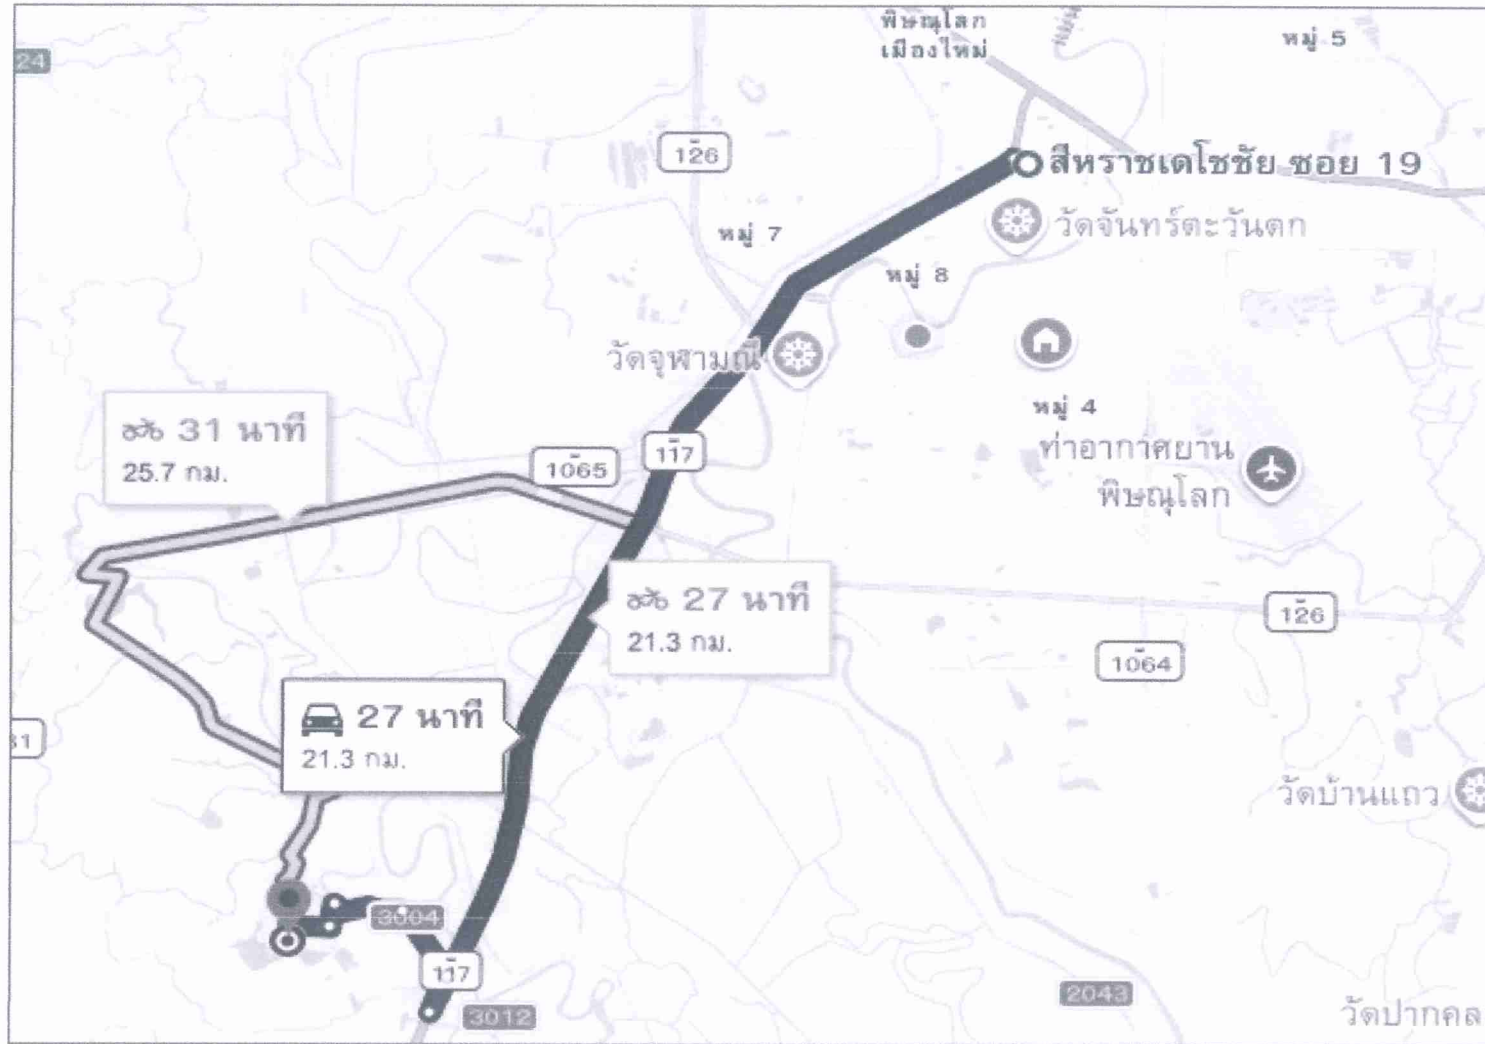 พิษณุโลก
เมืองใหม่
หมู่ 5
24
126
สีหราชเดโชชัย ซอย 19
วัดจันทร์ตะวันตก
หมู่ 7
หมู่ 8
วัดจุฬามณี
31 นาที
25.7 กม.
หมู่ 4
117
1065
ท่าอากาศยาน
พิษณุโลก
27 นาที
21.3 กม.
126
1064
27 นาที
21.3 กม.
31
วัดบ้านแถว
3004
117
2043
3012
วัดปากคล